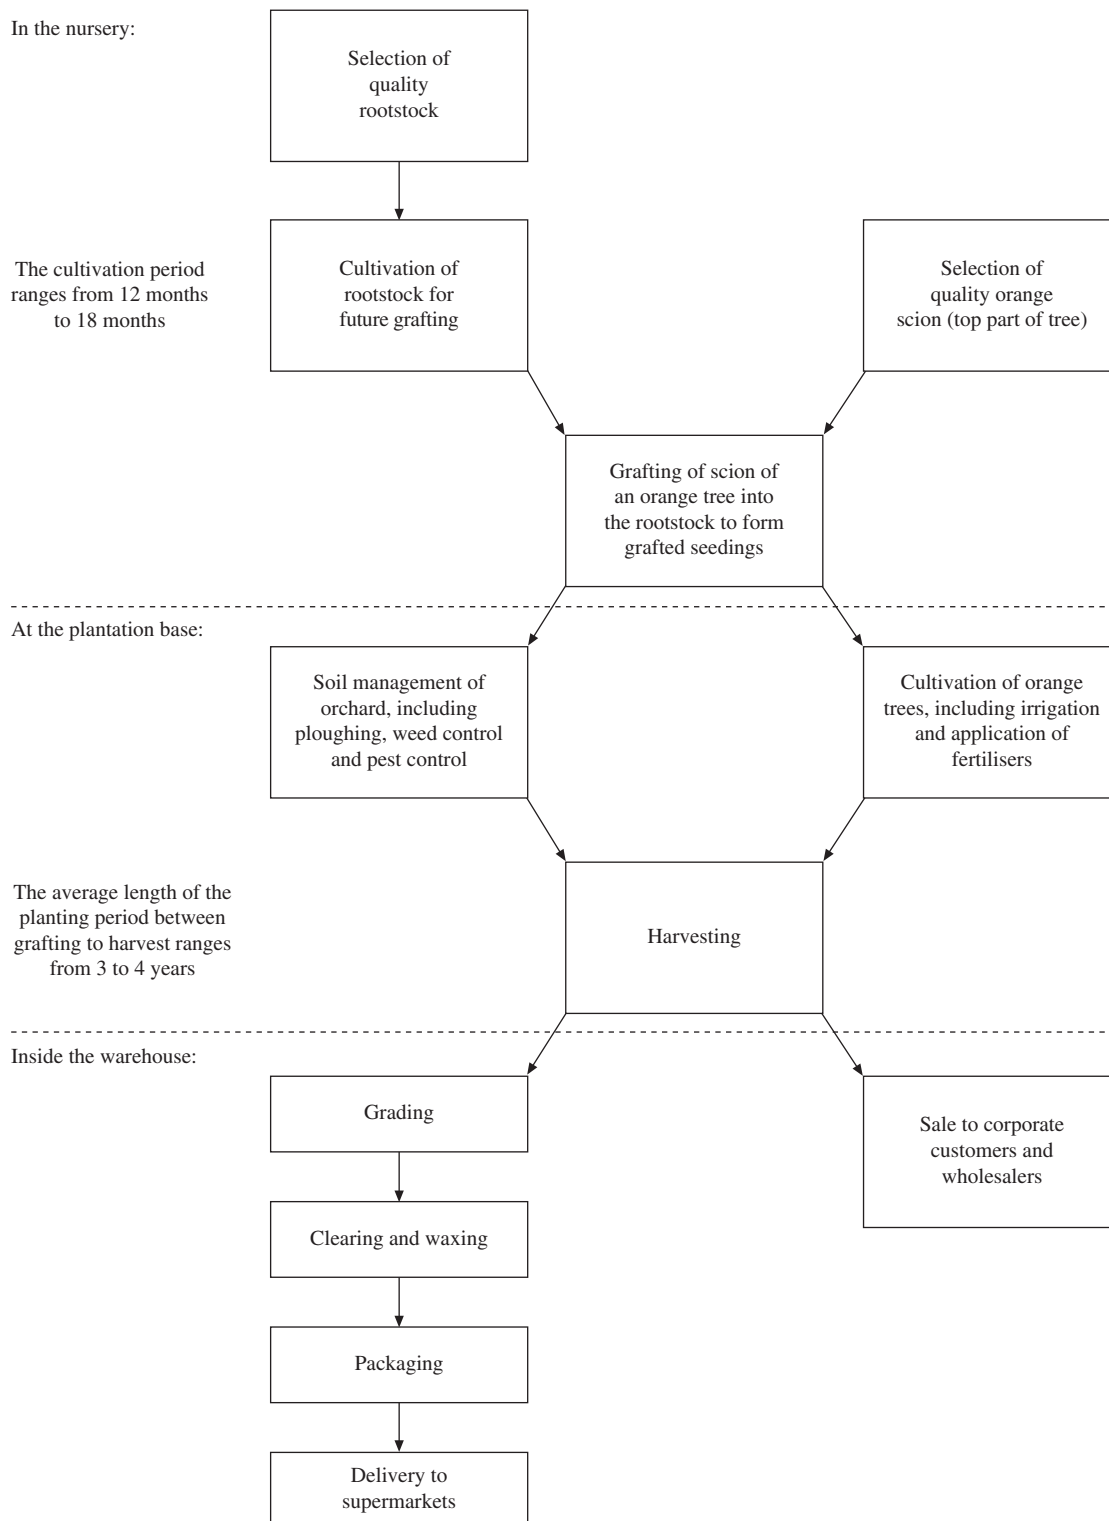 In the nursery:
Selection of
quality
rootstock
The cultivation period
ranges from 12 months
to 18 months
Cultivation of
rootstock for
future grafting
Selection of
quality orange
scion (top part of tree)
Grafting of scion of
an orange tree into
the rootstock to form
grafted seedings
At the plantation base:
Soil management of
orchard, including
ploughing, weed control
and pest control
Cultivation of orange
trees, including irrigation
and application of
fertilisers
The average length of the
planting period between
grafting to harvest ranges
from 3 to 4 years
Harvesting
Inside the warehouse:
Grading
Sale to corporate
customers and
wholesalers
Clearing and waxing
Packaging
Delivery to
supermarkets